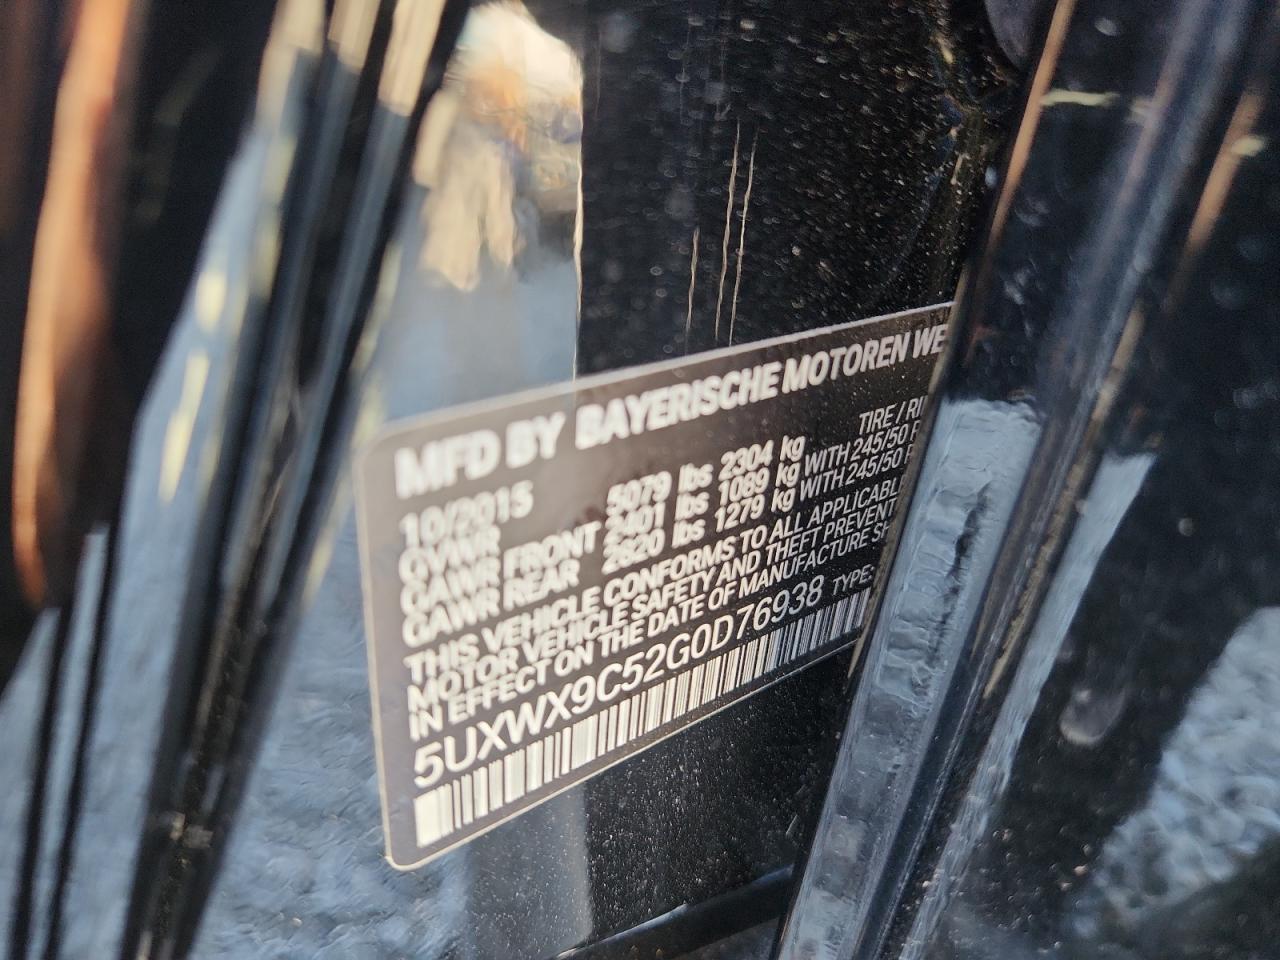 MFD BY BAYERISCHE MOTOREN WE
10/2015 TIRE / RI
GVWR 5079 lbs 2304 kg
GAWR FRONT 2401 lbs 1089 kg WITH 245/50
GAWR REAR 2820 lbs 1279 kg WITH 245/50
THIS VEHICLE CONFORMS TO ALL APPLICABLE
MOTOR VEHICLE SAFETY AND THEFT PREVENT
IN EFFECT ON THE DATE OF MANUFACTURE SH
5UXWX9C52G0D76938 TYPE: